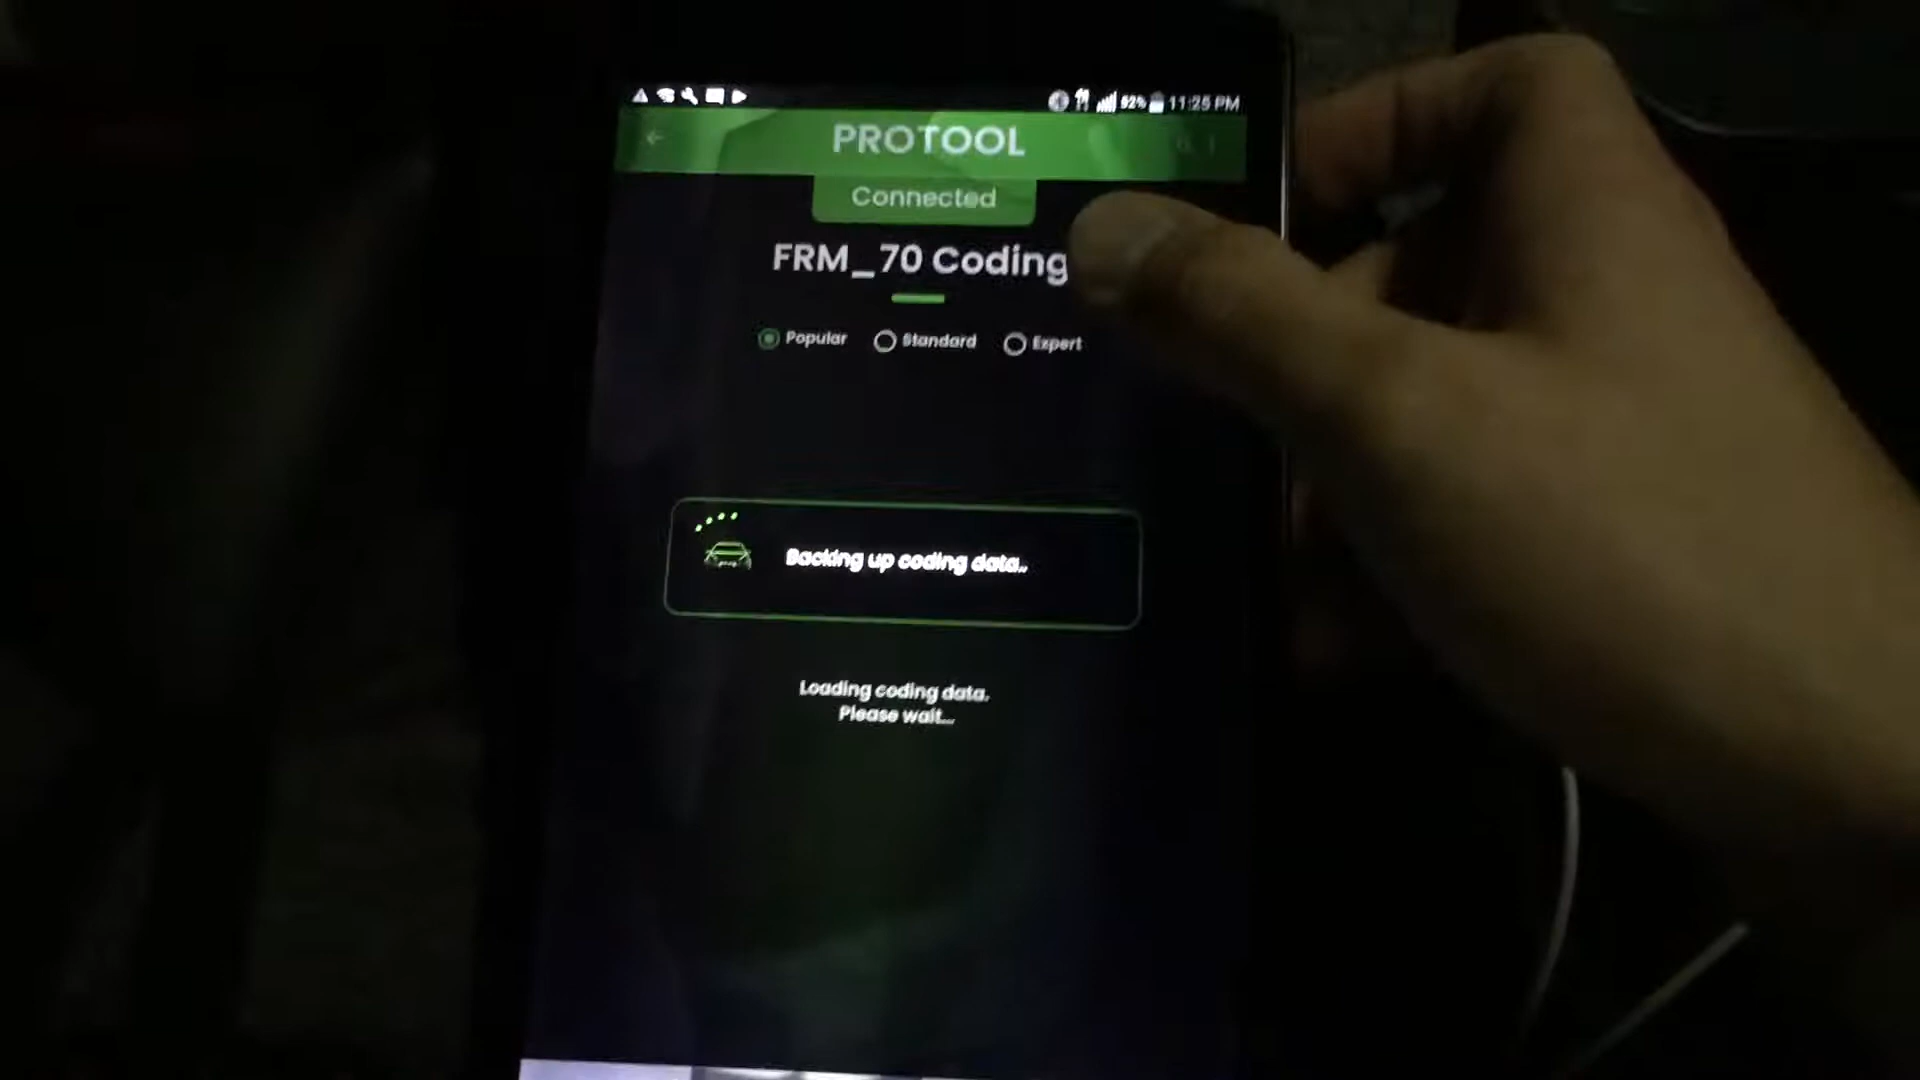 52% 11:25 PM
PROTOOL
Connected
FRM_70 Coding
Popular Standard Expert
Backing up coding data..
Loading coding data.
Please wait...